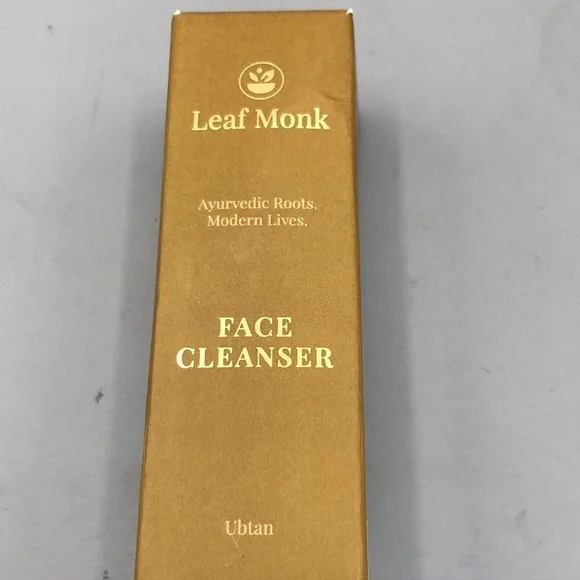 Leaf Monk
Ayurvedic Roots.
Modern Lives.
FACE
CLEANSER
Ubtan